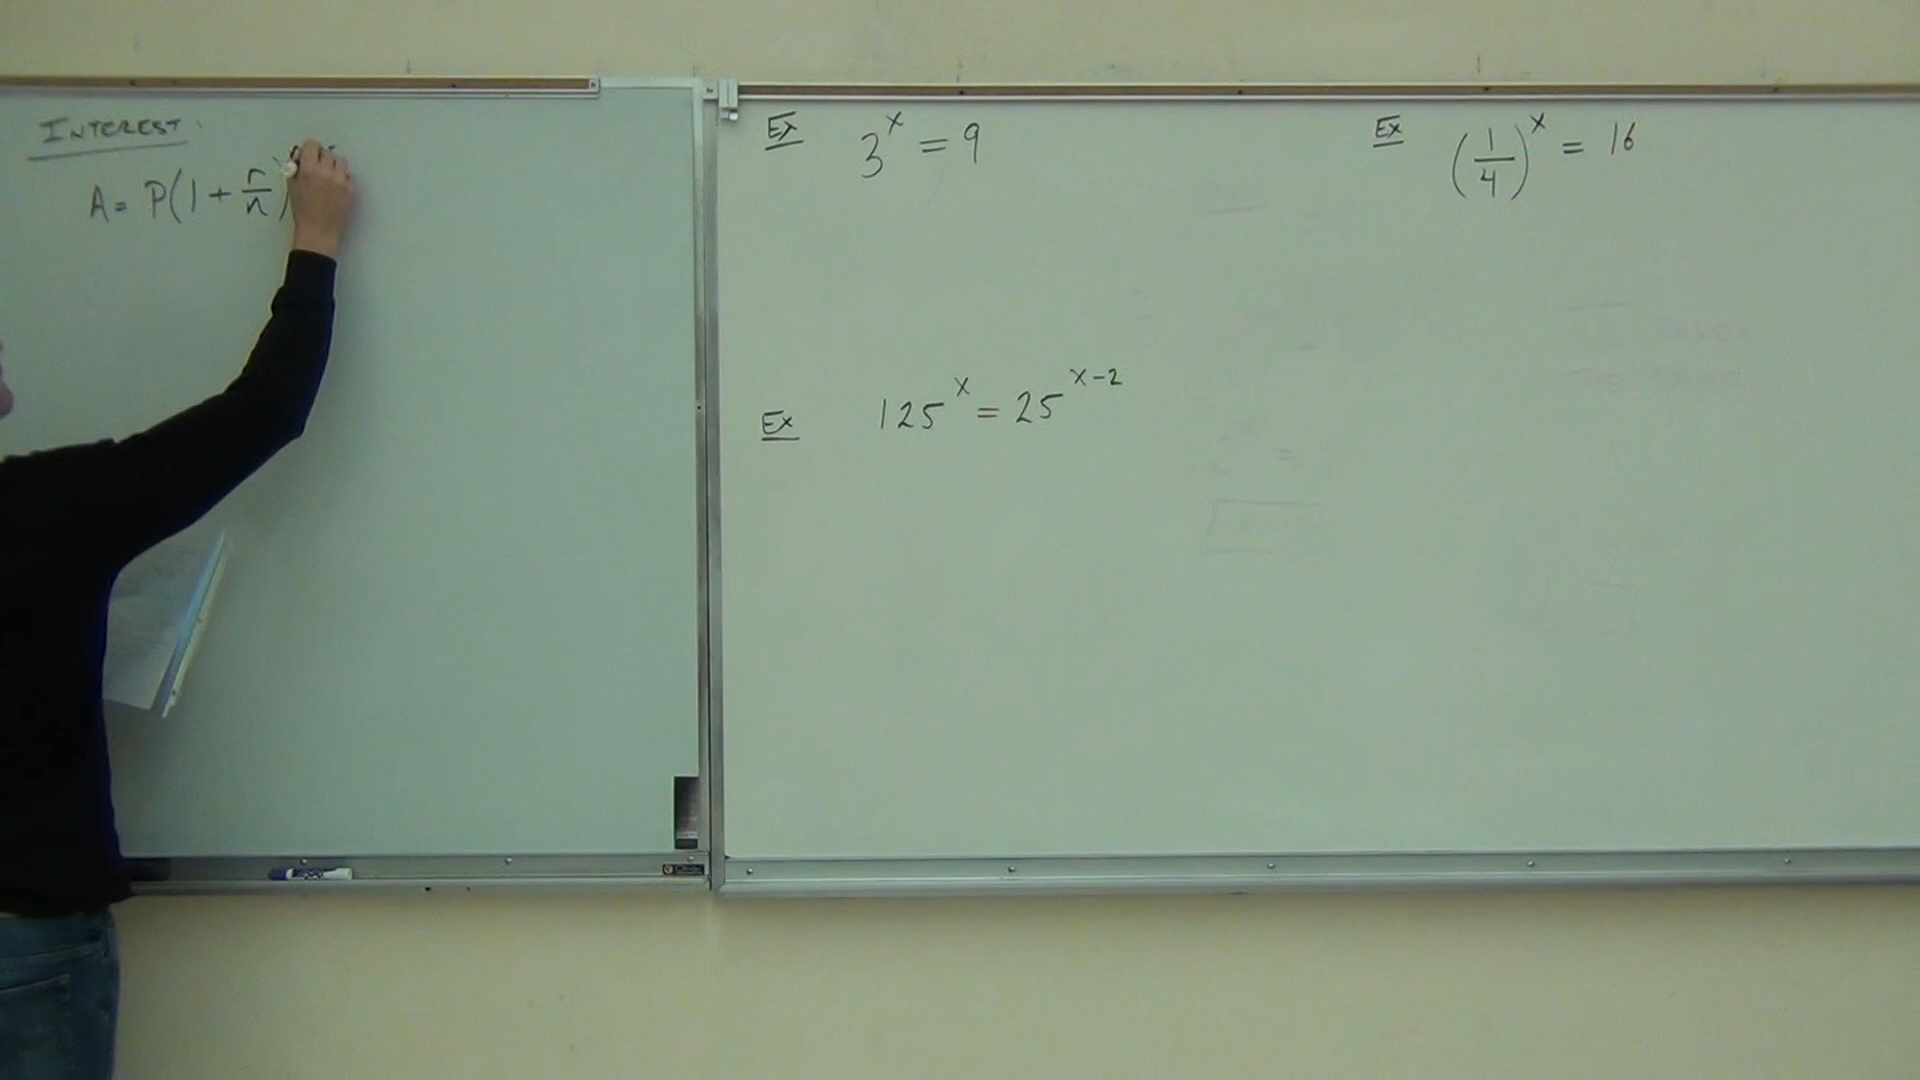 INTEREST:
A = P(1 + r/n)
Ex 3^x = 9
Ex (1/4)^x = 16
Ex 125^x = 25^(x-2)